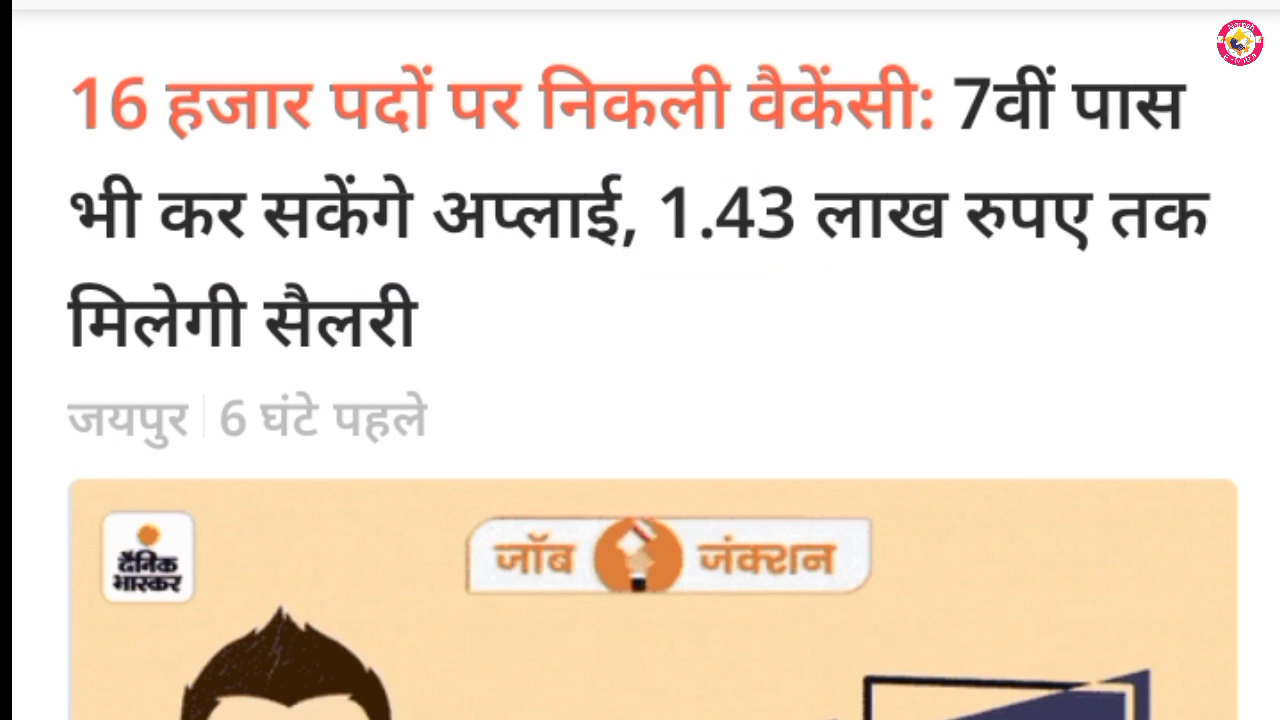 16 हजार पदों पर निकली वैकेंसी: 7वीं पास
भी कर सकेंगे अप्लाई, 1.43 लाख रुपए तक
मिलेगी सैलरी
जयपुर 6 घंटे पहले
दैनिक
भास्कर
जॉब जंक्शन